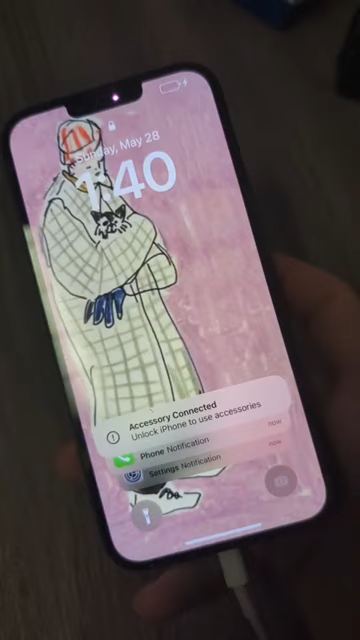 Sunday, May 28
1:40
Accessory Connected
Unlock iPhone to use accessories
Phone Notification
now
Settings Notification
now